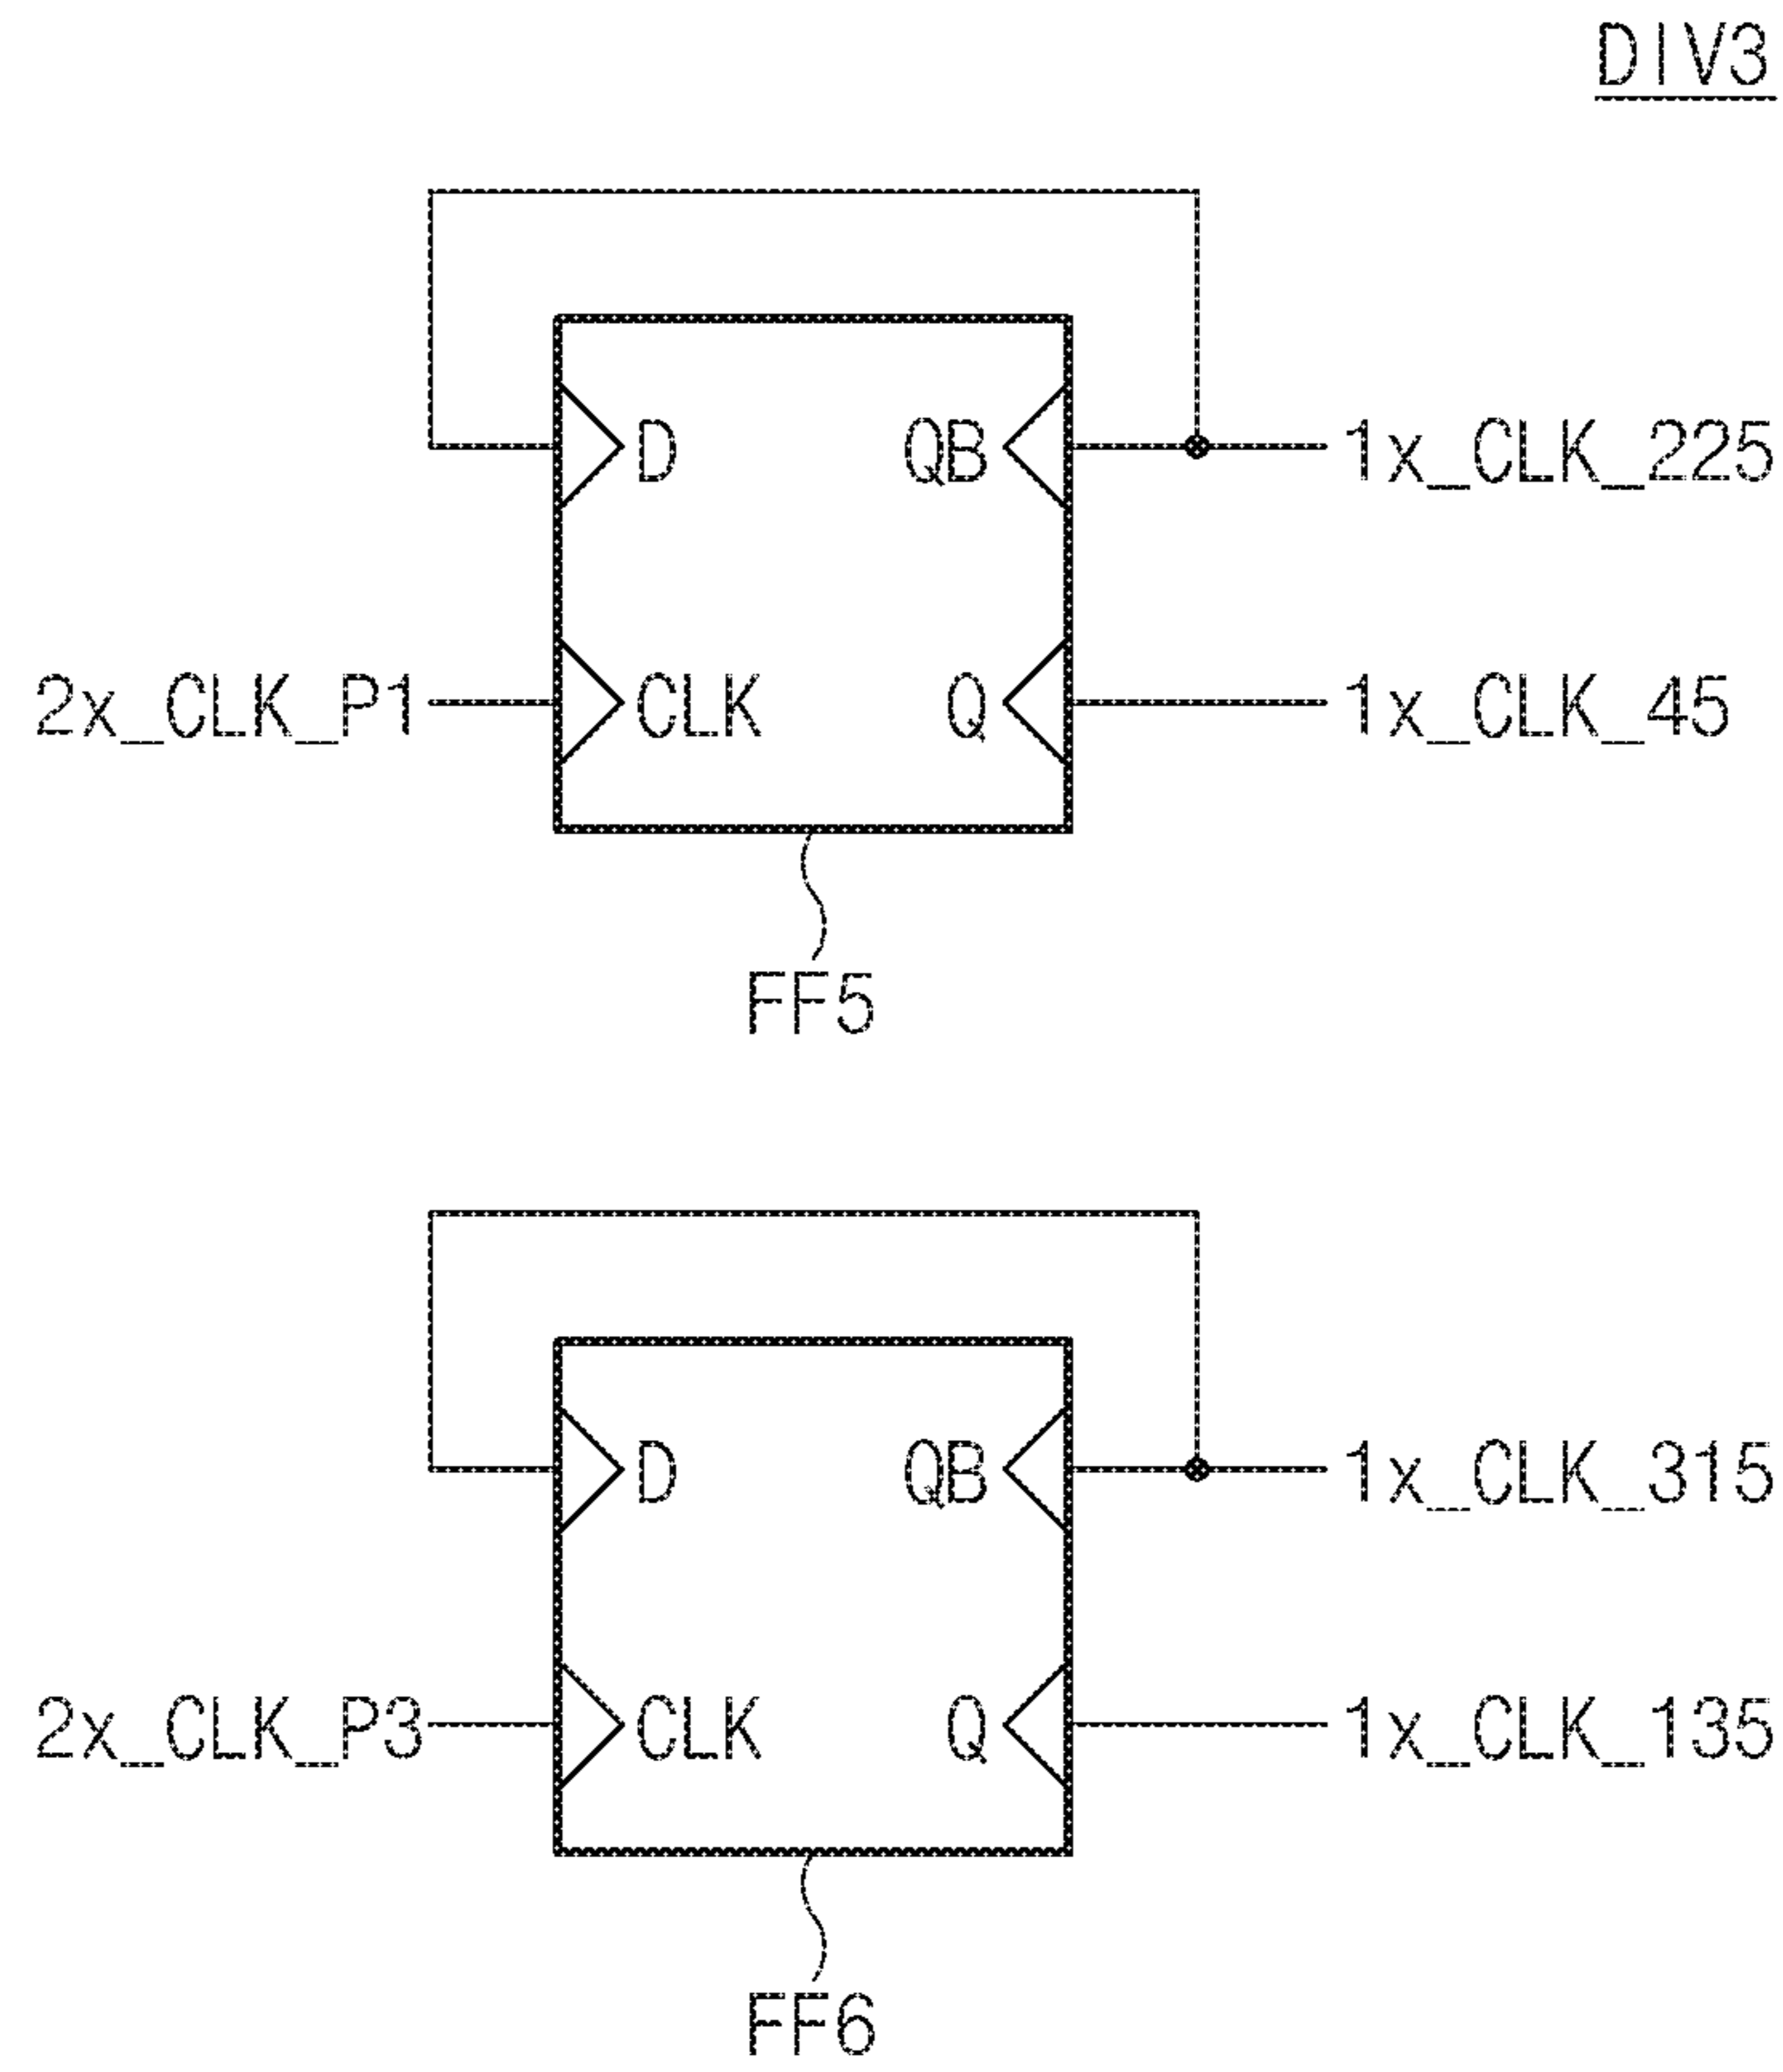 DIV3
D QB 1x_CLK_225
2x_CLK_P1 CLK Q 1x_CLK_45
FF5
D QB 1x_CLK_315
2x_CLK_P3 CLK Q 1x_CLK_135
FF6